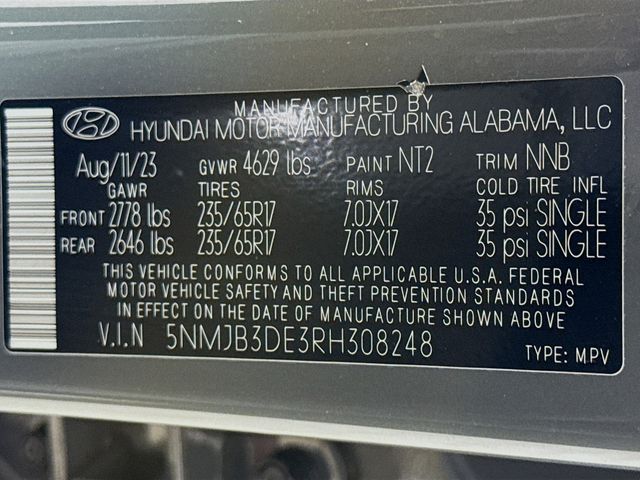 MANUFACTURED BY
HYUNDAI MOTOR MANUFACTURING ALABAMA, LLC
Aug/11/23 GVWR 4629 lbs PAINT NT2 TRIM NNB
GAWR TIRES RIMS COLD TIRE INFL
FRONT 2778 lbs 235/65R17 7.0JX17 35 psi SINGLE
REAR 2646 lbs 235/65R17 7.0JX17 35 psi SINGLE
THIS VEHICLE CONFORMS TO ALL APPLICABLE U.S.A. FEDERAL
MOTOR VEHICLE SAFETY AND THEFT PREVENTION STANDARDS
IN EFFECT ON THE DATE OF MANUFACTURE SHOWN ABOVE
V.I.N 5NMJB3DE3RH308248
TYPE: MPV